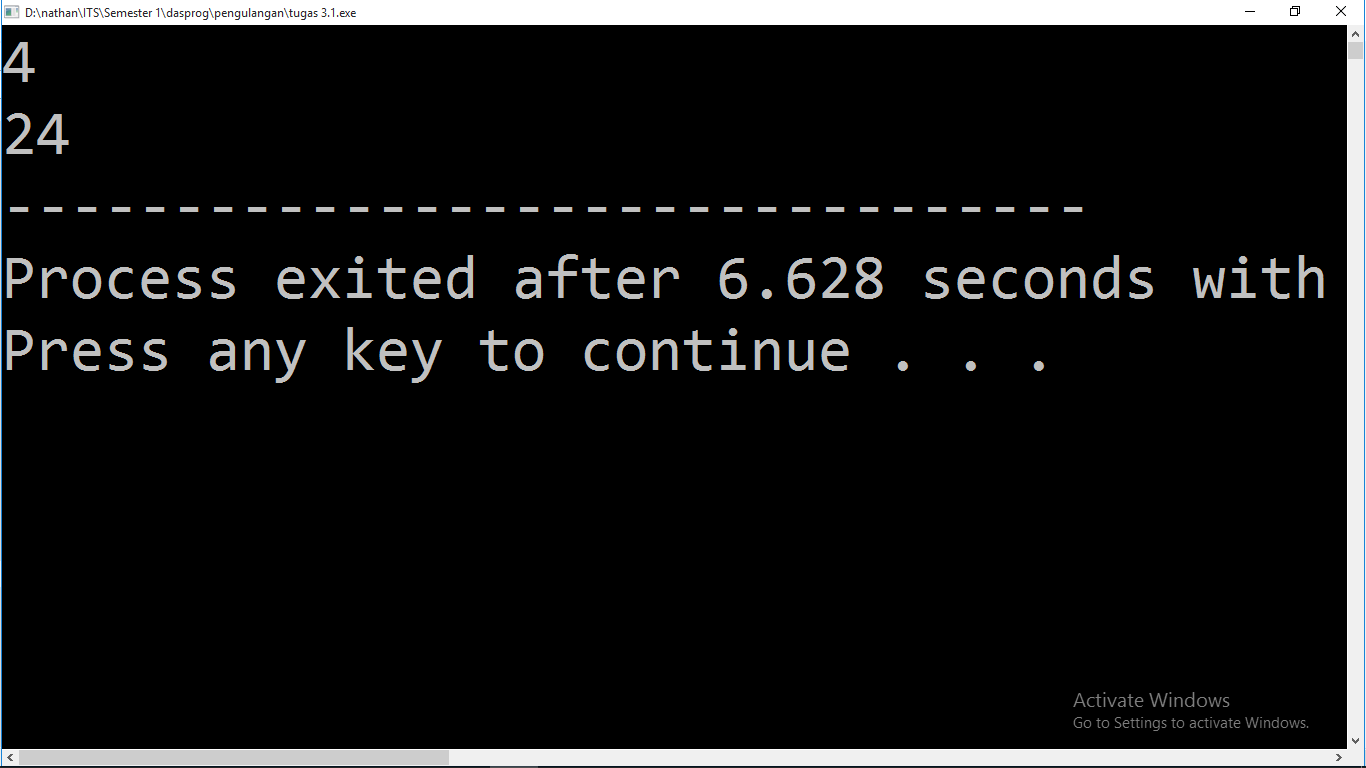 D:\nathan\ITS\Semester 1\dasprog\pengulangan\tugas 3.1.exe
4
24
--------------------------------
Process exited after 6.628 seconds with
Press any key to continue . . .
Activate Windows
Go to Settings to activate Windows.